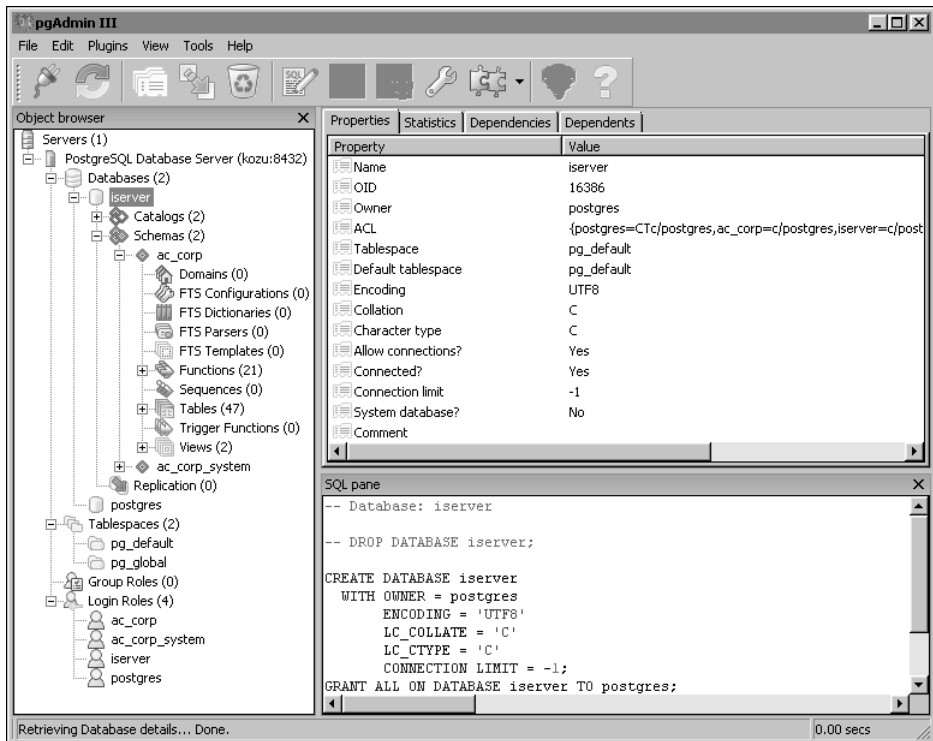 pgAdmin III
File Edit Plugins View Tools Help
SQL
Object browser
Servers (1)
PostgreSQL Database Server (kozu:8432)
Databases (2)
iserver
Catalogs (2)
Schemas (2)
ac_corp
Domains (0)
FTS Configurations (0)
FTS Dictionaries (0)
FTS Parsers (0)
FTS Templates (0)
Functions (21)
Sequences (0)
Tables (47)
Trigger Functions (0)
Views (2)
ac_corp_system
Replication (0)
postgres
Tablespaces (2)
pg_default
pg_global
Group Roles (0)
Login Roles (4)
ac_corp
ac_corp_system
iserver
postgres
Properties Statistics Dependencies Dependents
Property Value
Name iserver
OID 16386
Owner postgres
ACL {postgres=CTc/postgres,ac_corp=c/postgres,iserver=c/post
Tablespace pg_default
Default tablespace pg_default
Encoding UTF8
Collation C
Character type C
Allow connections? Yes
Connected? Yes
Connection limit -1
System database? No
Comment
SQL pane
-- Database: iserver
-- DROP DATABASE iserver;
CREATE DATABASE iserver
WITH OWNER = postgres
ENCODING = 'UTF8'
LC_COLLATE = 'C'
LC_CTYPE = 'C'
CONNECTION LIMIT = -1;
GRANT ALL ON DATABASE iserver TO postgres;
Retrieving Database details... Done. 0.00 secs